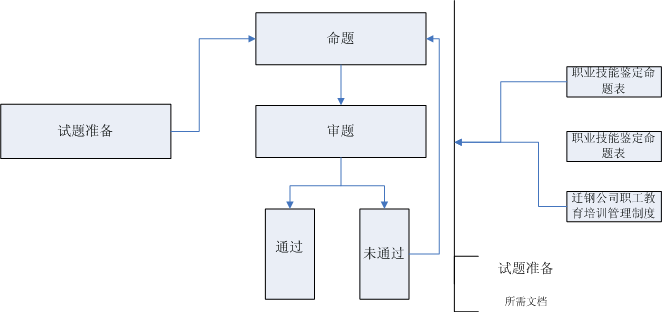 命题
试题准备
审题
通过
未通过
职业技能鉴定命
题表
职业技能鉴定命
题表
迁钢公司职工教
育培训管理制度
试题准备
所需文档